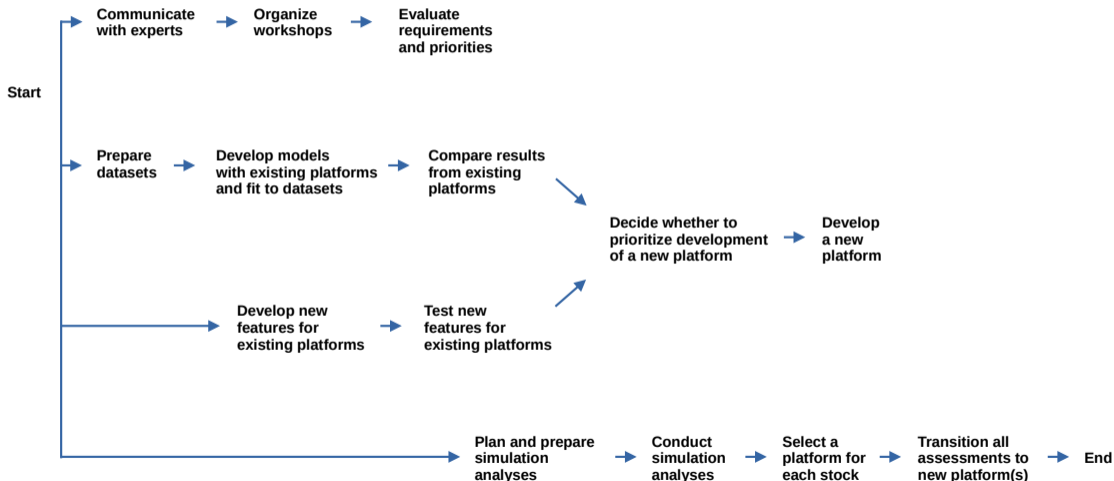 Communicate
with experts
Organize
workshops
Evaluate
requirements
and priorities
Start
Prepare
datasets
Develop models
with existing platforms
and fit to datasets
Compare results
from existing
platforms
Decide whether to
prioritize development
of a new platform
Develop
a new
platform
Develop new
features for
existing platforms
Test new
features for
existing platforms
Plan and prepare
simulation
analyses
Conduct
simulation
analyses
Select a
platform for
each stock
Transition all
assessments to
new platform(s)
End